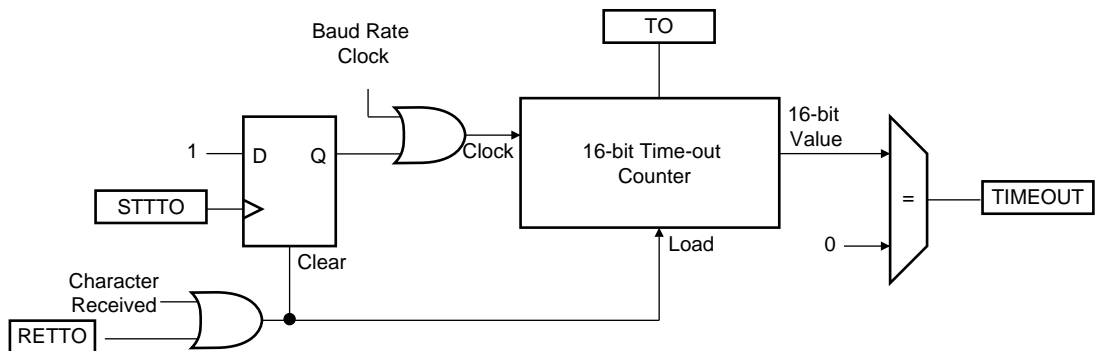 TO
Baud Rate
Clock
16-bit
Value
1
D
Q
Clock
16-bit Time-out
Counter
=
TIMEOUT
STTTO
Clear
Load
0
Character
Received
RETTO